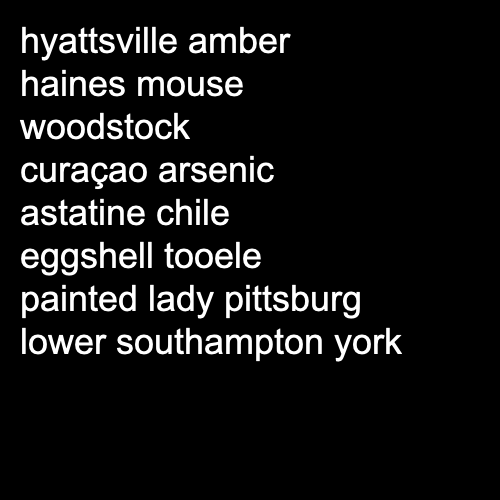 hyattsville amber
haines mouse
woodstock
curaçao arsenic
astatine chile
eggshell tooele
painted lady pittsburg
lower southampton york